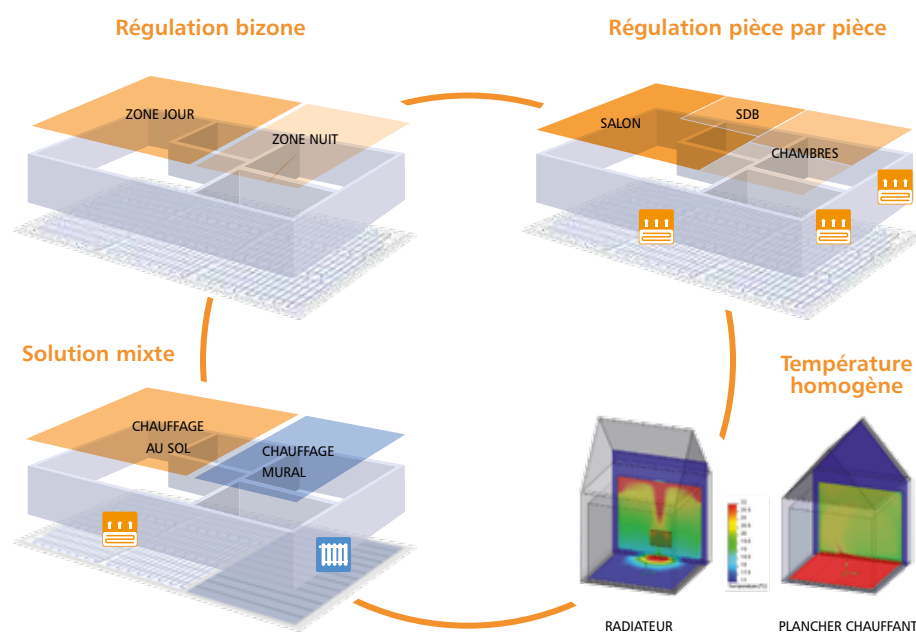 Régulation bizone
Régulation pièce par pièce
ZONE JOUR
ZONE NUIT
SALON
SDB
CHAMBRES
Solution mixte
Température
homogène
CHAUFFAGE
AU SOL
CHAUFFAGE
MURAL
RADIATEUR
PLANCHER CHAUFFANT